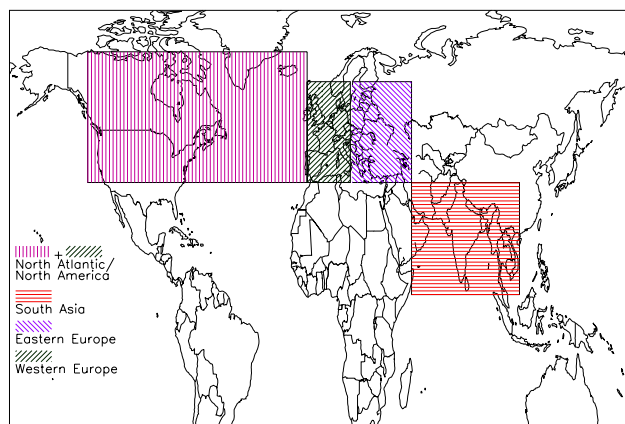 +
North Atlantic/
North America
South Asia
Eastern Europe
Western Europe